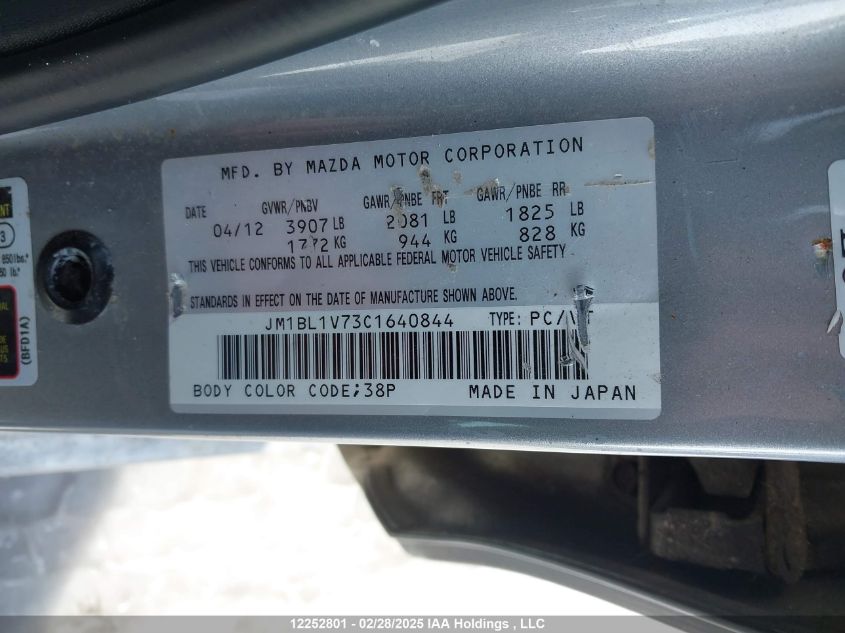 MFD. BY MAZDA MOTOR CORPORATION
DATE GVWR/PNBV GAWR/PNBE FRT GAWR/PNBE RR
04/12 3907 LB 2081 LB 1825 LB
1772 KG 944 KG 828 KG
THIS VEHICLE CONFORMS TO ALL APPLICABLE FEDERAL MOTOR VEHICLE SAFETY
STANDARDS IN EFFECT ON THE DATE OF MANUFACTURE SHOWN ABOVE.
JM1BL1V73C1640844 TYPE: PC/
BODY COLOR CODE;38P MADE IN JAPAN
850lbs.*
(BFD1A)
12252801 - 02/28/2025 IAA Holdings , LLC